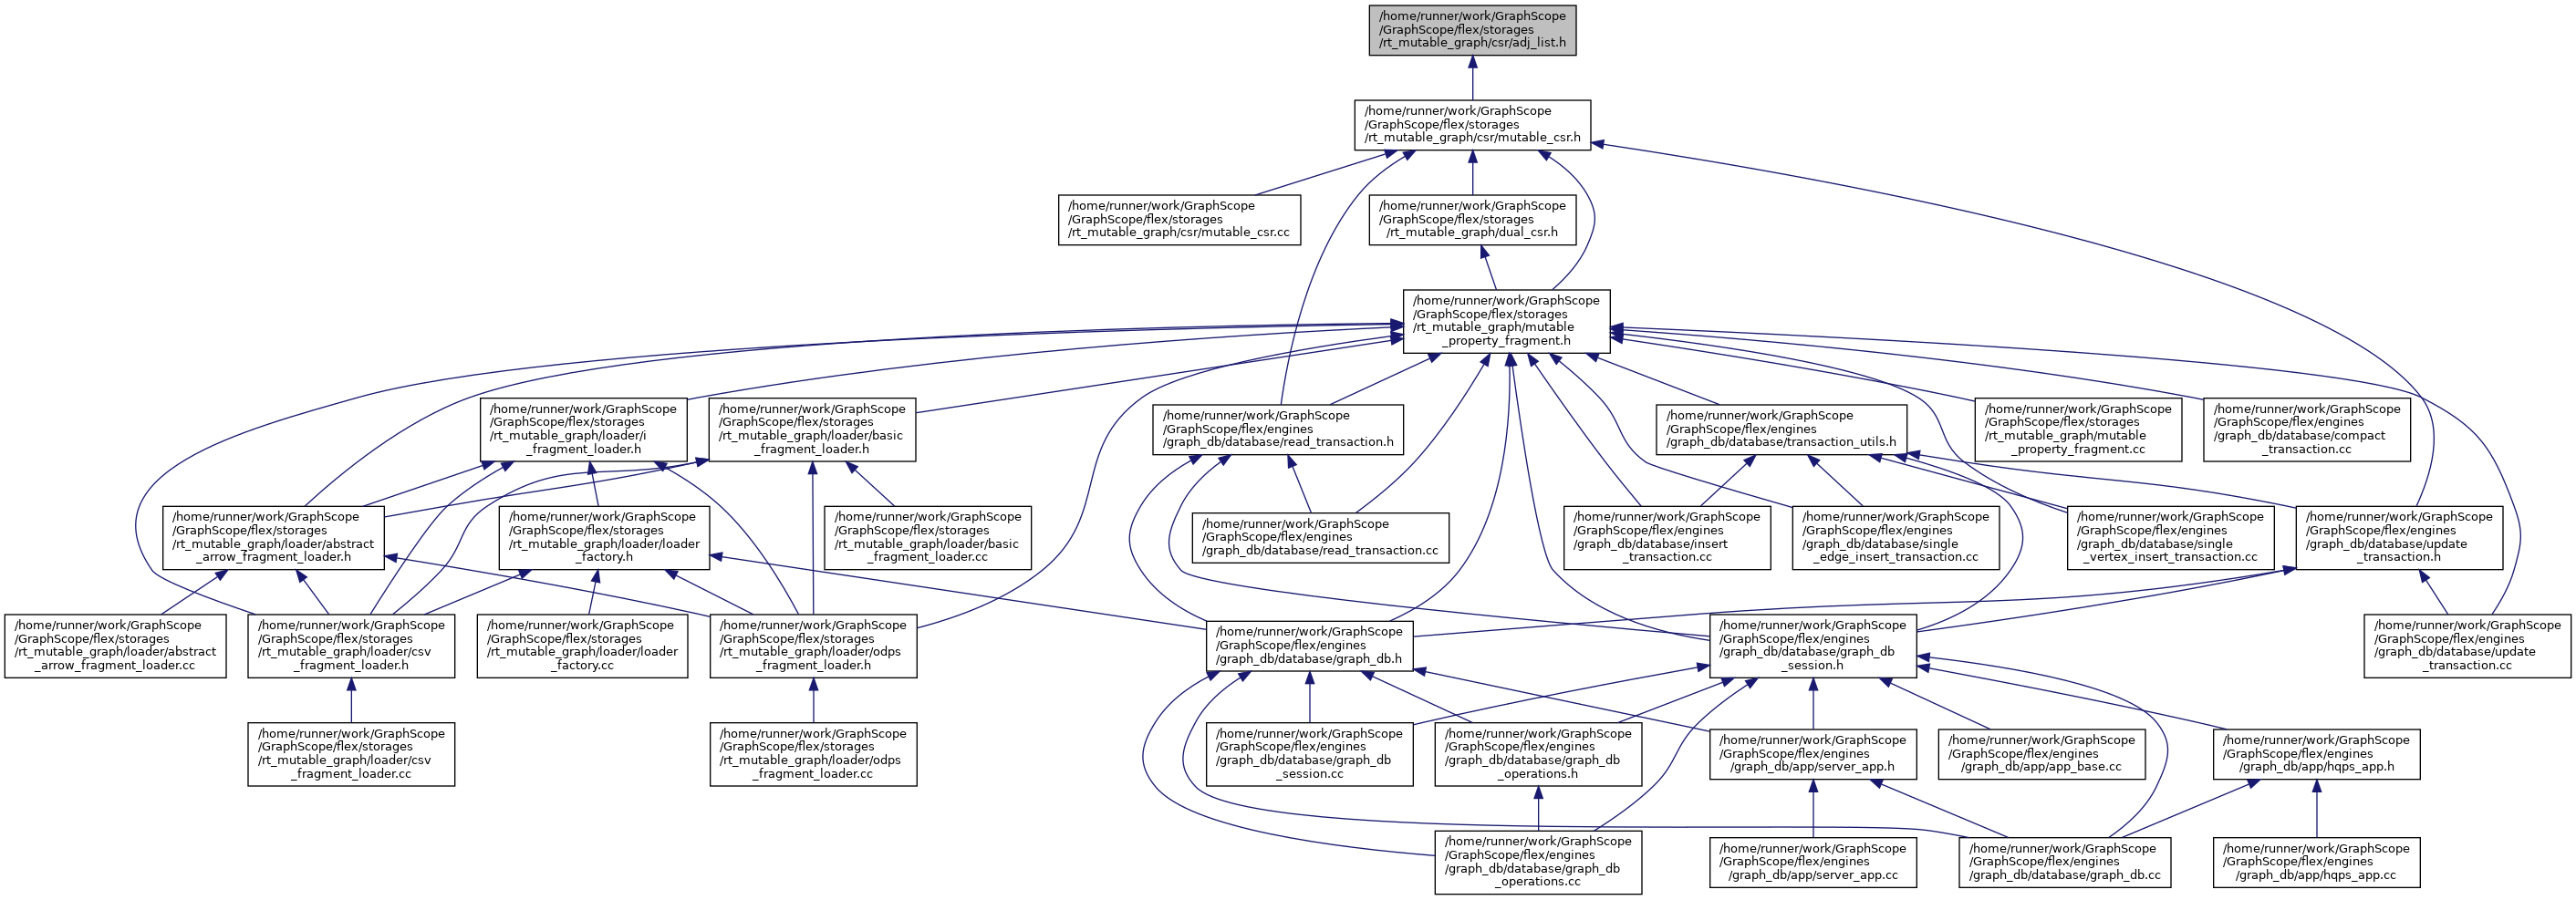 /home/runner/work/GraphScope
/GraphScope/flex/storages
/rt_mutable_graph/csr/adj_list.h
/home/runner/work/GraphScope
/GraphScope/flex/storages
/rt_mutable_graph/csr/mutable_csr.h
/home/runner/work/GraphScope
/GraphScope/flex/storages
/rt_mutable_graph/csr/mutable_csr.cc
/home/runner/work/GraphScope
/GraphScope/flex/storages
/rt_mutable_graph/dual_csr.h
/home/runner/work/GraphScope
/GraphScope/flex/storages
/rt_mutable_graph/mutable
_property_fragment.h
/home/runner/work/GraphScope
/GraphScope/flex/storages
/rt_mutable_graph/loader/i
_fragment_loader.h
/home/runner/work/GraphScope
/GraphScope/flex/storages
/rt_mutable_graph/loader/basic
_fragment_loader.h
/home/runner/work/GraphScope
/GraphScope/flex/engines
/graph_db/database/read_transaction.h
/home/runner/work/GraphScope
/GraphScope/flex/engines
/graph_db/database/transaction_utils.h
/home/runner/work/GraphScope
/GraphScope/flex/storages
/rt_mutable_graph/mutable
_property_fragment.cc
/home/runner/work/GraphScope
/GraphScope/flex/engines
/graph_db/database/compact
_transaction.cc
/home/runner/work/GraphScope
/GraphScope/flex/storages
/rt_mutable_graph/loader/abstract
_arrow_fragment_loader.h
/home/runner/work/GraphScope
/GraphScope/flex/storages
/rt_mutable_graph/loader/loader
_factory.h
/home/runner/work/GraphScope
/GraphScope/flex/storages
/rt_mutable_graph/loader/basic
_fragment_loader.cc
/home/runner/work/GraphScope
/GraphScope/flex/engines
/graph_db/database/read_transaction.cc
/home/runner/work/GraphScope
/GraphScope/flex/engines
/graph_db/database/insert
_transaction.cc
/home/runner/work/GraphScope
/GraphScope/flex/engines
/graph_db/database/single
_edge_insert_transaction.cc
/home/runner/work/GraphScope
/GraphScope/flex/engines
/graph_db/database/single
_vertex_insert_transaction.cc
/home/runner/work/GraphScope
/GraphScope/flex/engines
/graph_db/database/update
_transaction.h
/home/runner/work/GraphScope
/GraphScope/flex/storages
/rt_mutable_graph/loader/abstract
_arrow_fragment_loader.cc
/home/runner/work/GraphScope
/GraphScope/flex/storages
/rt_mutable_graph/loader/csv
_fragment_loader.h
/home/runner/work/GraphScope
/GraphScope/flex/storages
/rt_mutable_graph/loader/loader
_factory.cc
/home/runner/work/GraphScope
/GraphScope/flex/storages
/rt_mutable_graph/loader/odps
_fragment_loader.h
/home/runner/work/GraphScope
/GraphScope/flex/engines
/graph_db/database/graph_db.h
/home/runner/work/GraphScope
/GraphScope/flex/engines
/graph_db/database/graph_db
_session.h
/home/runner/work/GraphScope
/GraphScope/flex/engines
/graph_db/database/update
_transaction.cc
/home/runner/work/GraphScope
/GraphScope/flex/storages
/rt_mutable_graph/loader/csv
_fragment_loader.cc
/home/runner/work/GraphScope
/GraphScope/flex/storages
/rt_mutable_graph/loader/odps
_fragment_loader.cc
/home/runner/work/GraphScope
/GraphScope/flex/engines
/graph_db/database/graph_db
_session.cc
/home/runner/work/GraphScope
/GraphScope/flex/engines
/graph_db/database/graph_db
_operations.h
/home/runner/work/GraphScope
/GraphScope/flex/engines
/graph_db/app/server_app.h
/home/runner/work/GraphScope
/GraphScope/flex/engines
/graph_db/app/app_base.cc
/home/runner/work/GraphScope
/GraphScope/flex/engines
/graph_db/app/hqps_app.h
/home/runner/work/GraphScope
/GraphScope/flex/engines
/graph_db/database/graph_db
_operations.cc
/home/runner/work/GraphScope
/GraphScope/flex/engines
/graph_db/app/server_app.cc
/home/runner/work/GraphScope
/GraphScope/flex/engines
/graph_db/database/graph_db.cc
/home/runner/work/GraphScope
/GraphScope/flex/engines
/graph_db/app/hqps_app.cc